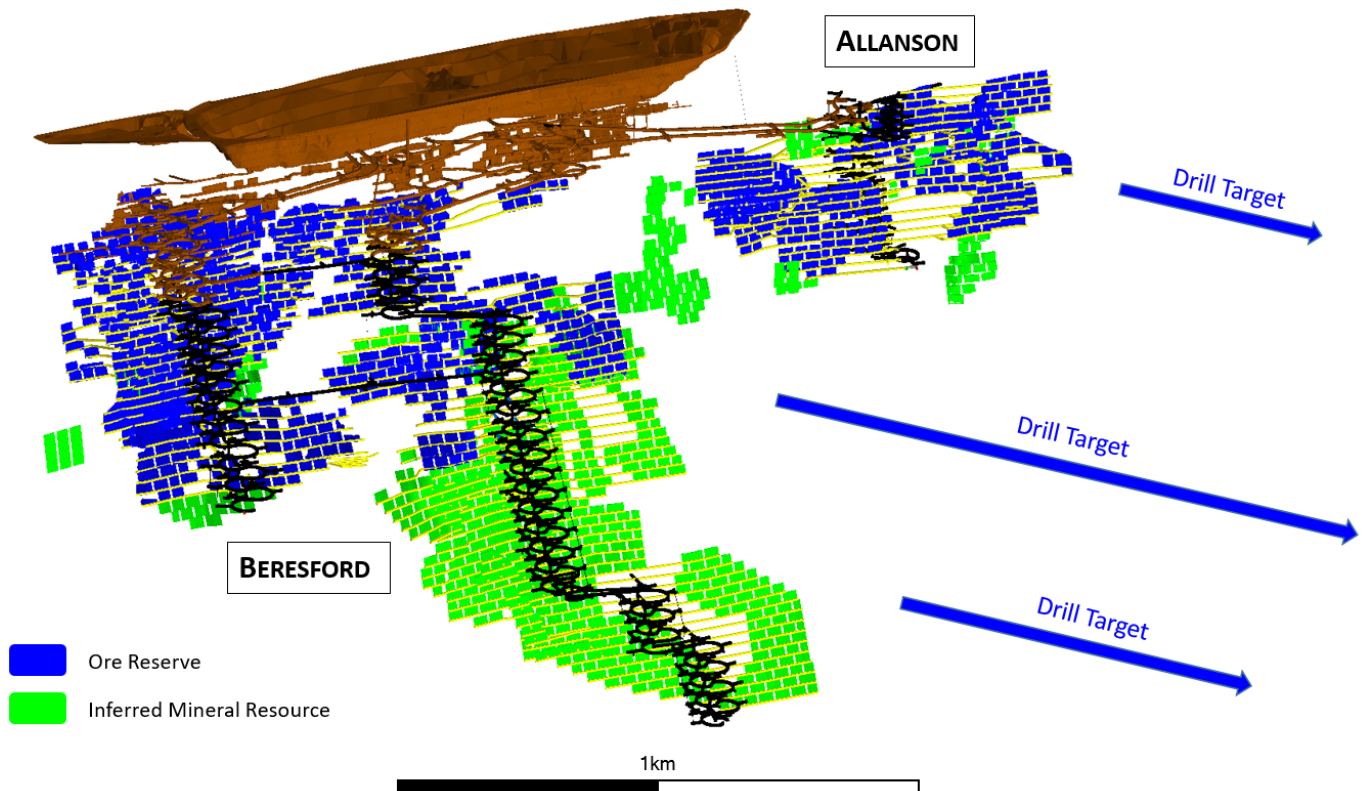 ALLANSON
Drill Target
Drill Target
BERESFORD
Drill Target
Ore Reserve
Inferred Mineral Resource
1km